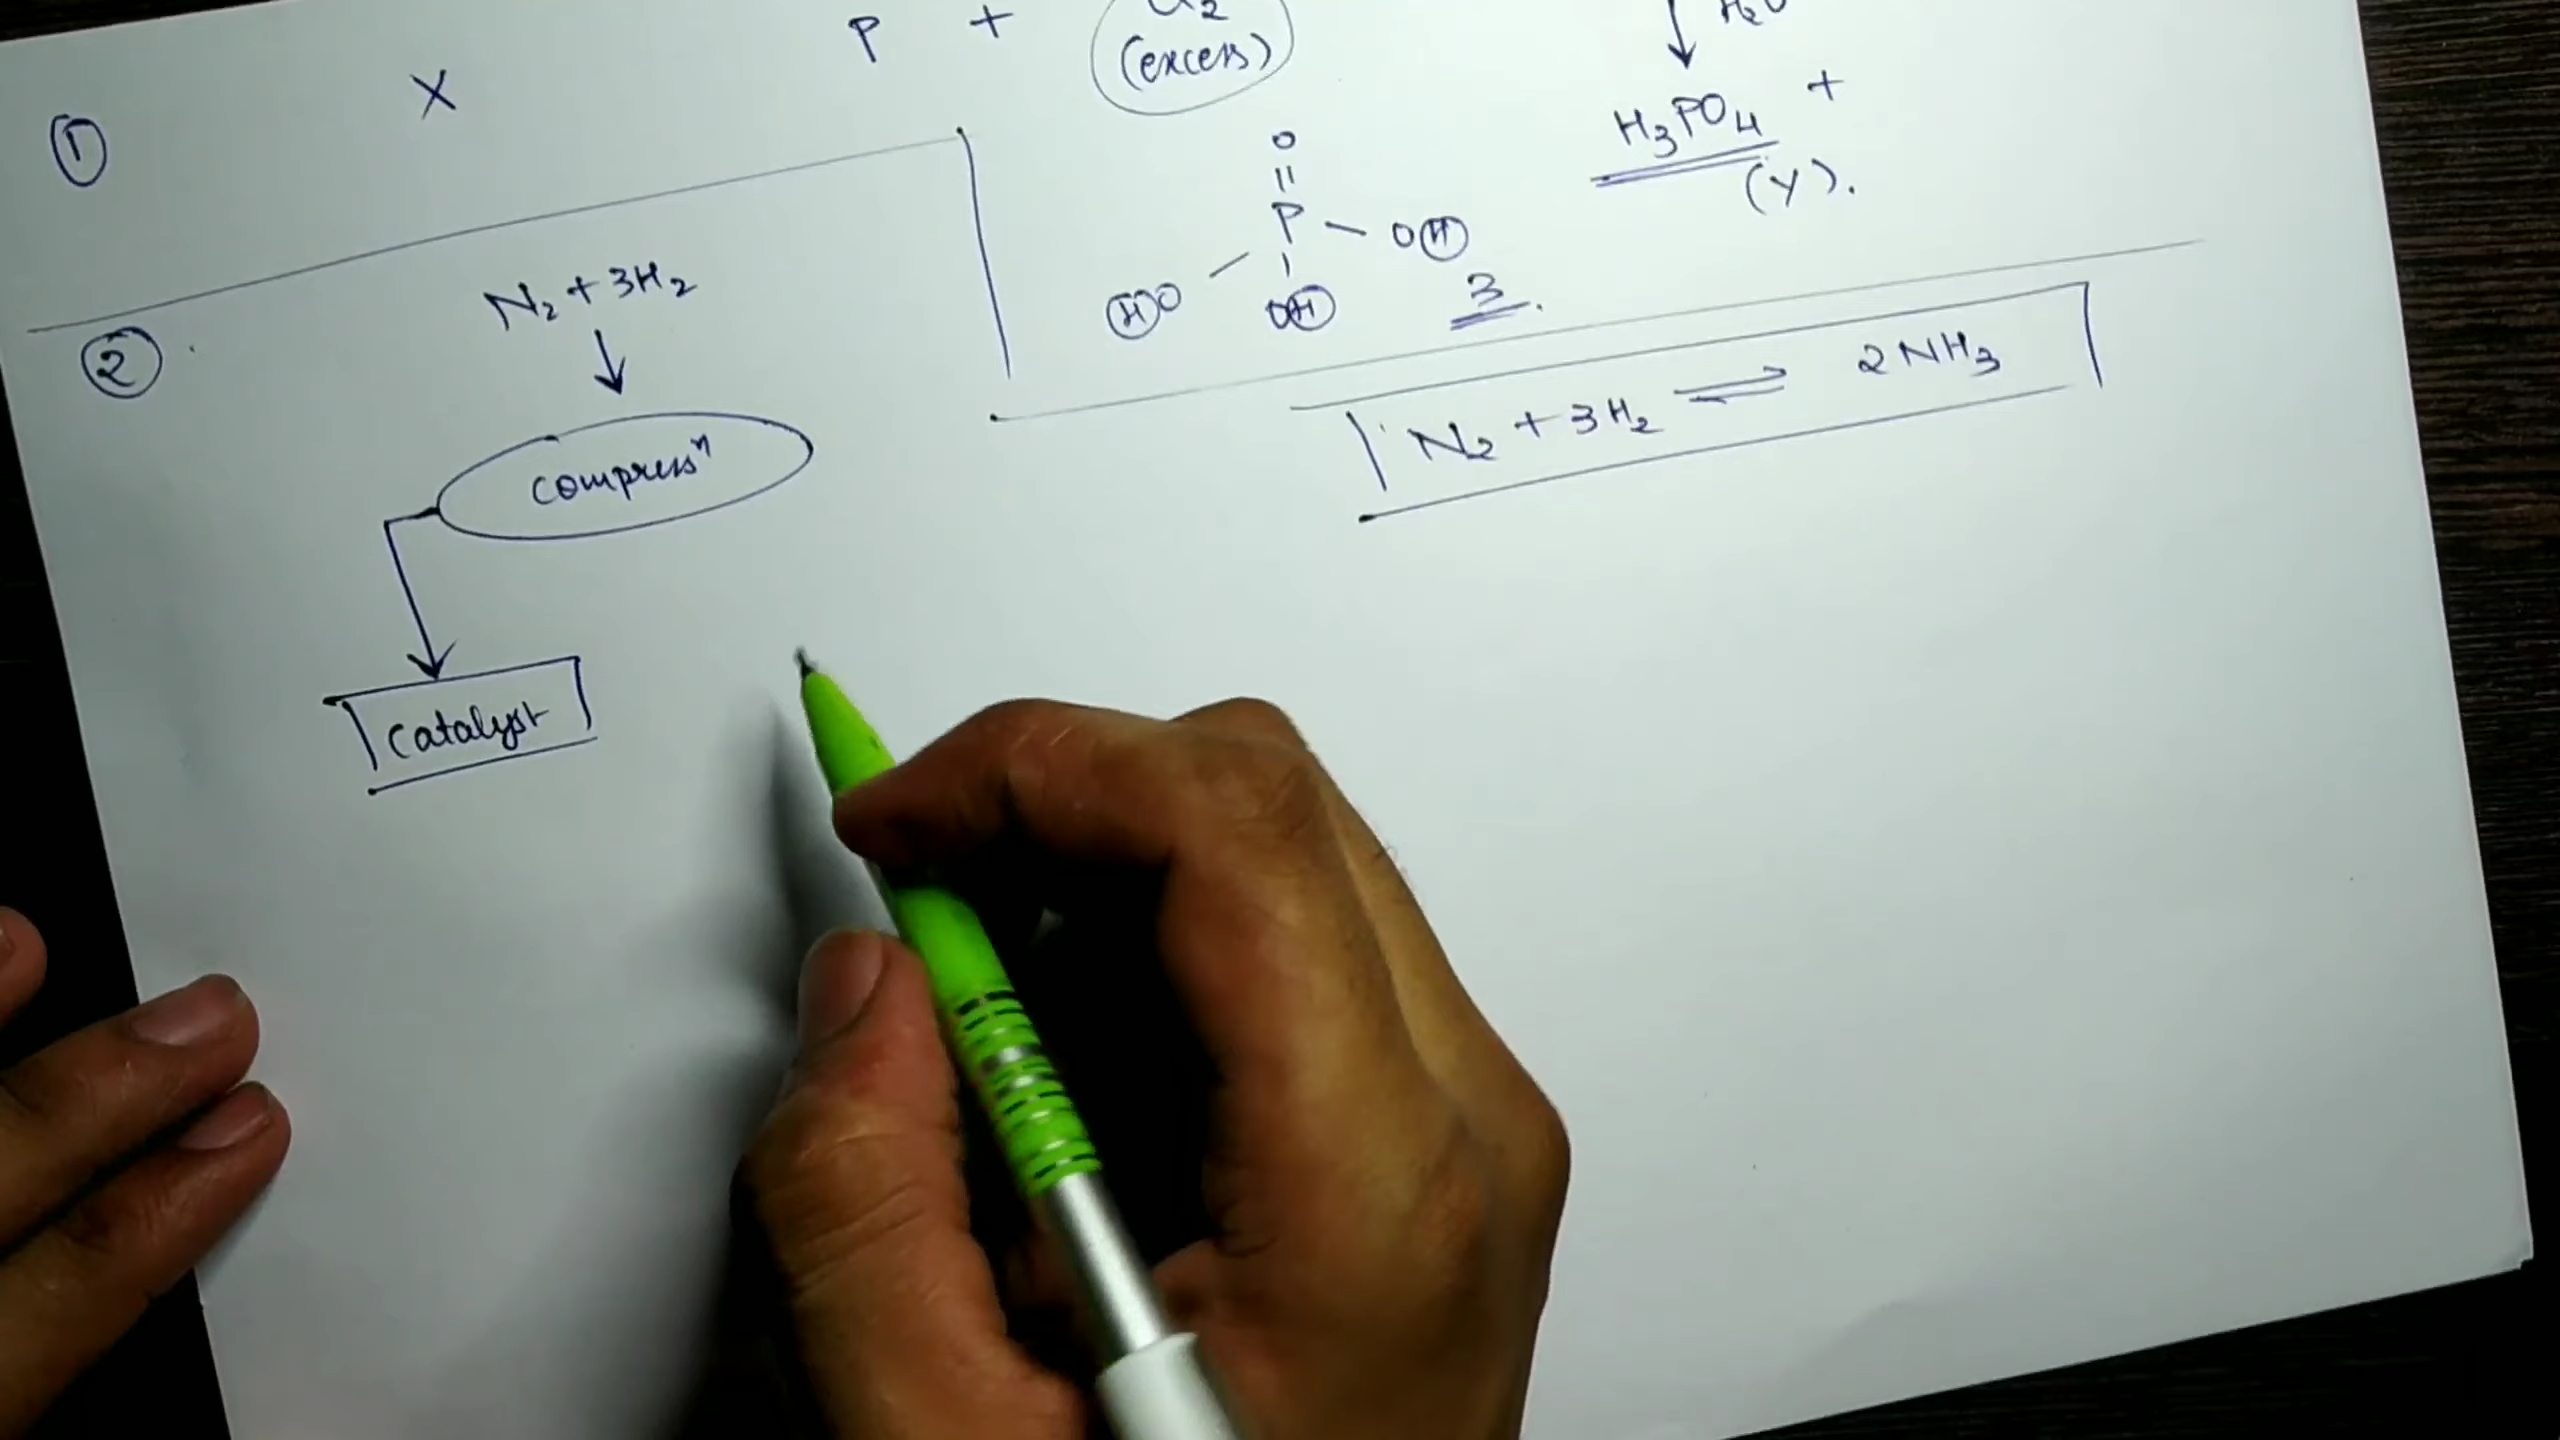 P + Cl2
(excess)
H2O
① X
H3PO4 +
(Y).
O
||
P - OH
HO OH 3.
② N2 + 3H2
N2 + 3H2 ⇌ 2NH3
compressⁿ
catalyst